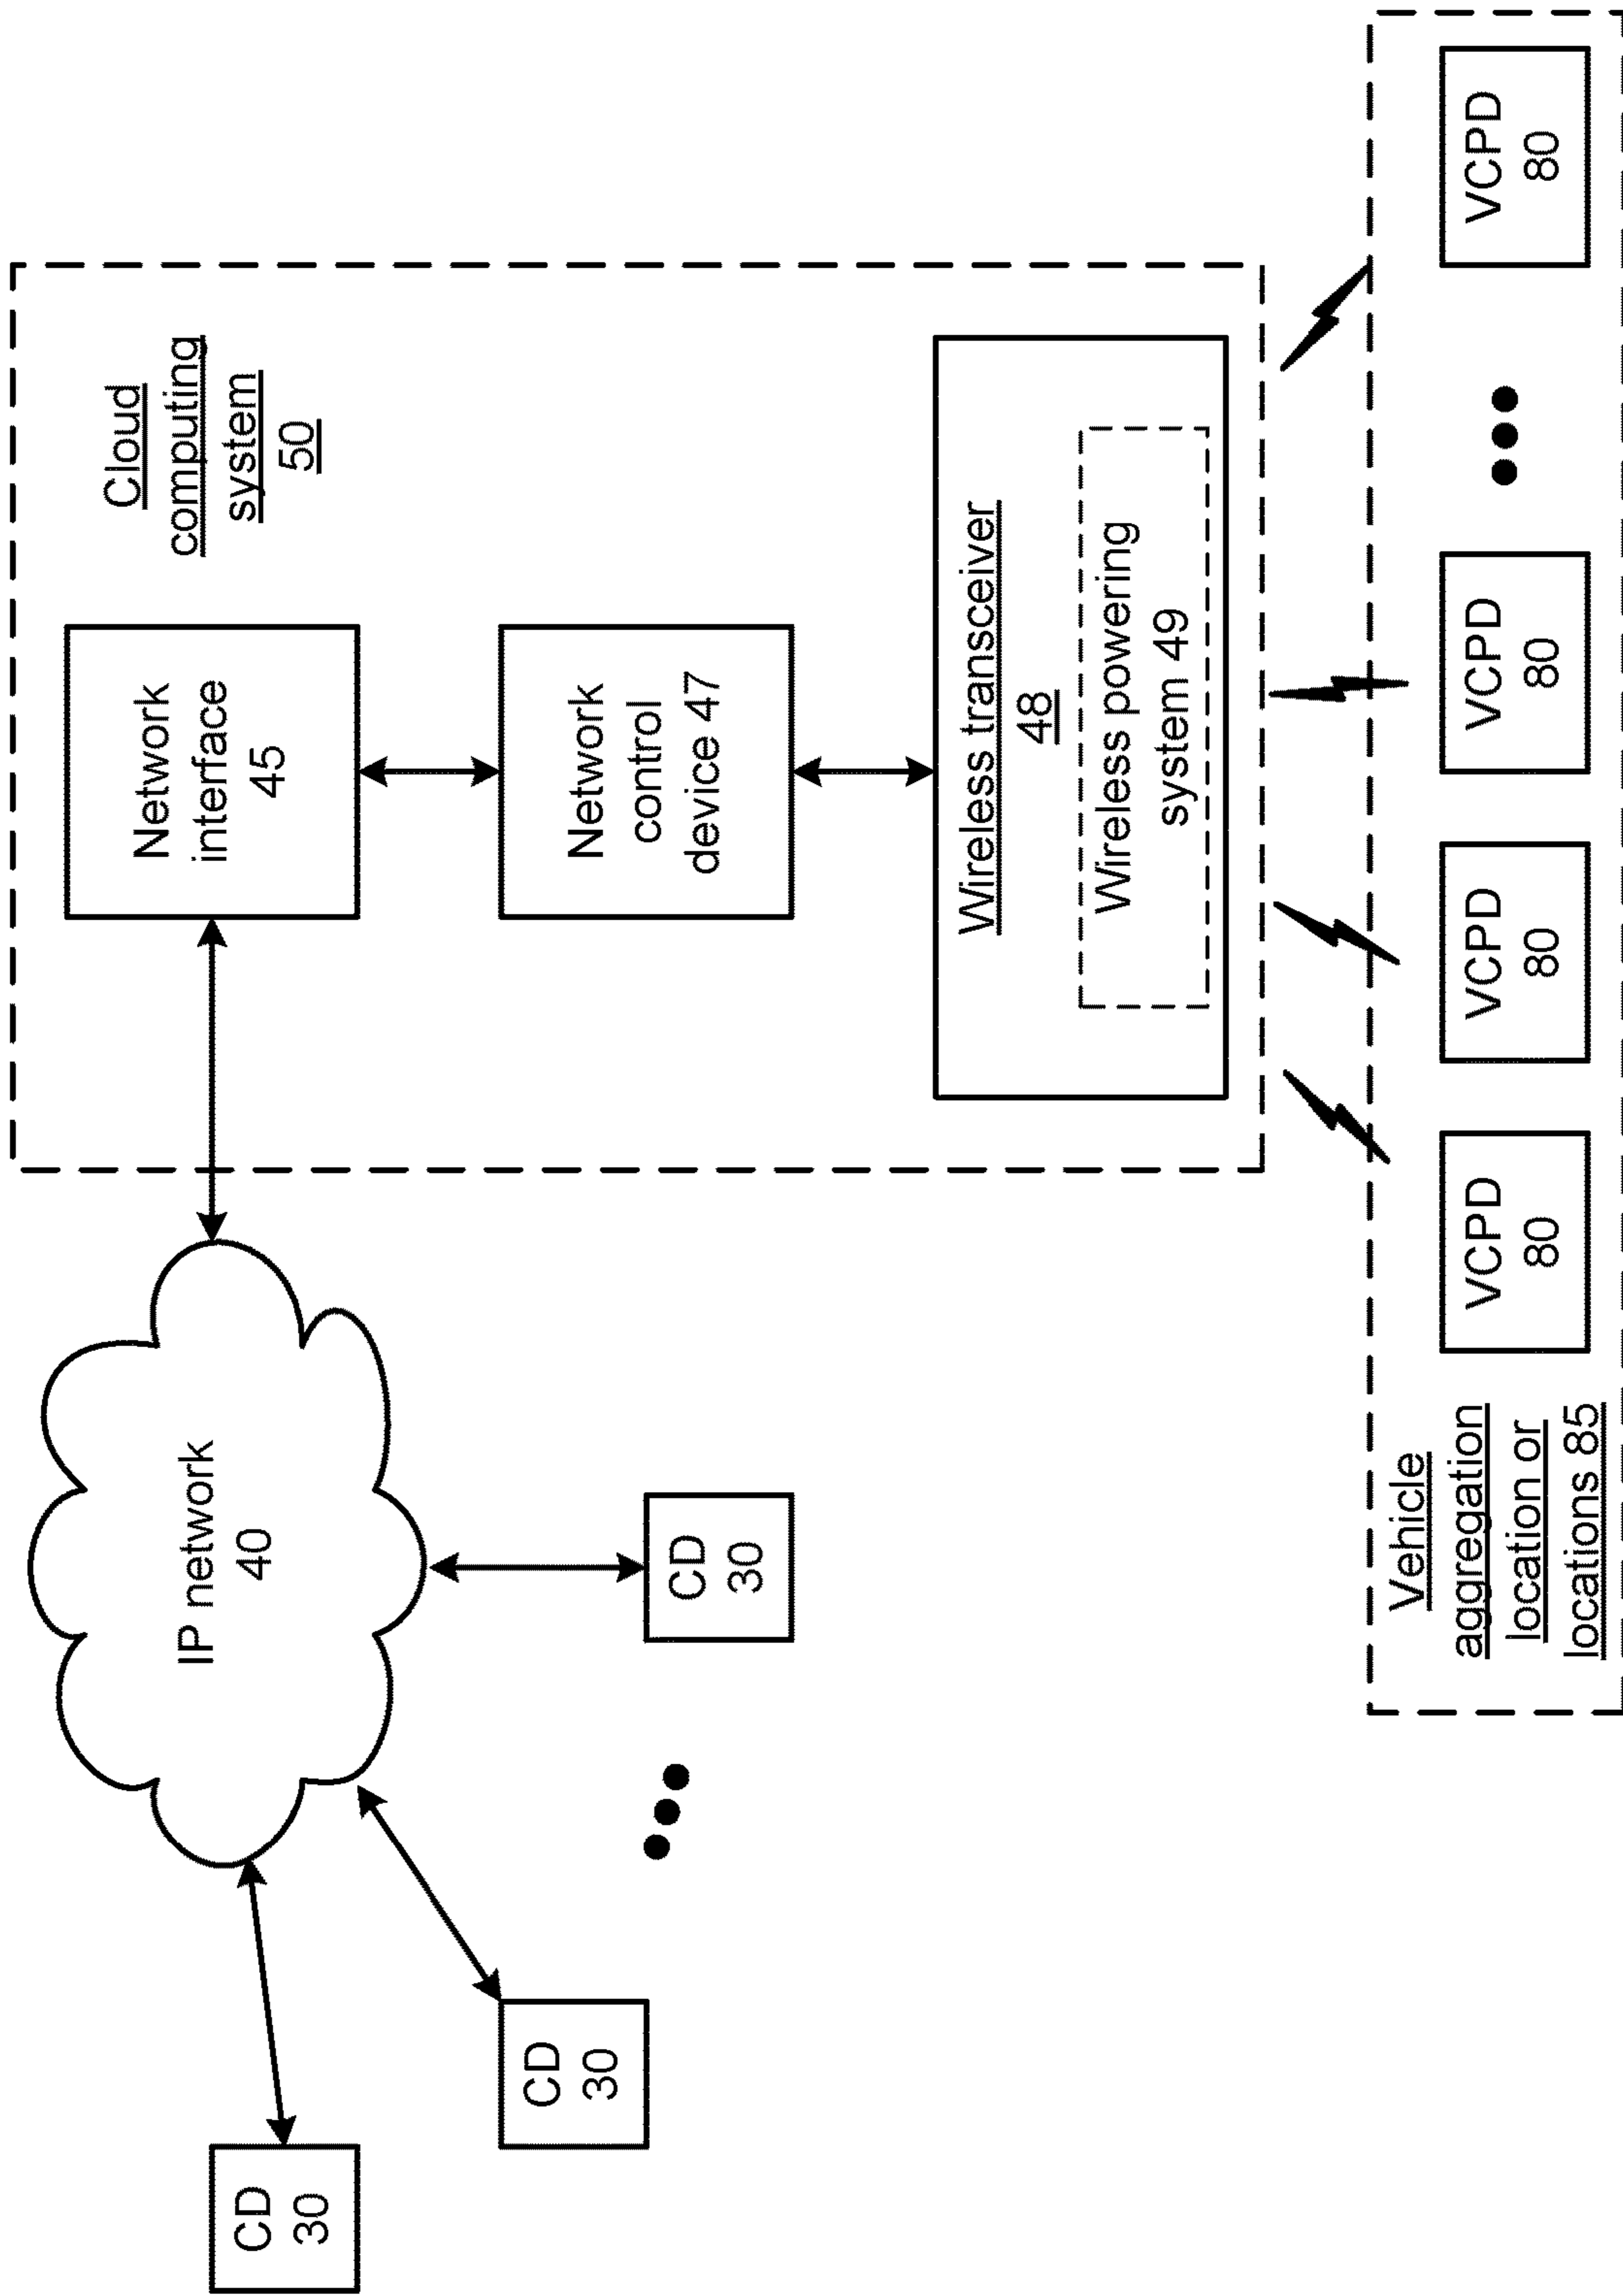 Cloud
computing
system
50
Network
interface
45
IP network
40
CD
30
Network
control
device 47
CD
30
CD
30
Wireless transceiver
48
Wireless powering
system 49
Vehicle
aggregation
location or
locations 85
VCPD
80
VCPD
80
VCPD
80
VCPD
80